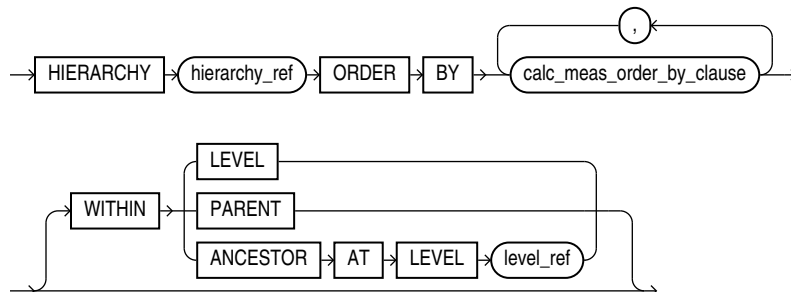 ,
HIERARCHY hierarchy_ref ORDER BY calc_meas_order_by_clause
LEVEL
WITHIN PARENT
ANCESTOR AT LEVEL level_ref